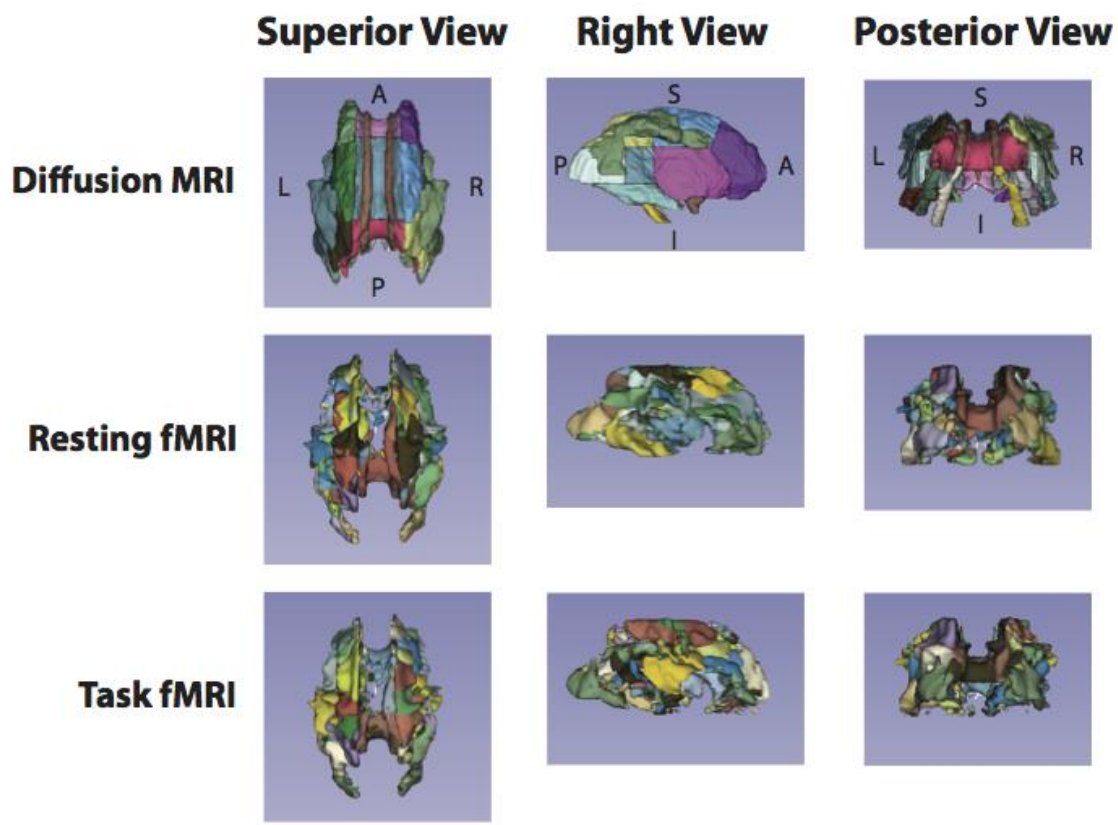 Superior View Right View Posterior View
Diffusion MRI
A
L R
P
S
P A
I
S
L R
I
Resting fMRI
Task fMRI